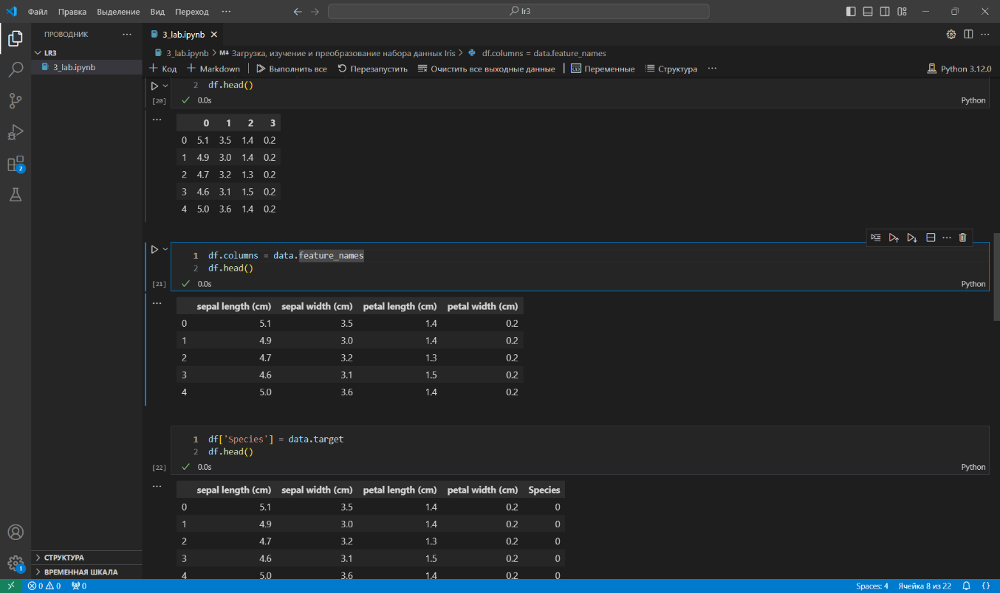 Файл Правка Выделение Вид Переход ··· lr3
ПРОВОДНИК ···
LR3
3_lab.ipynb
3_lab.ipynb
3_lab.ipynb > M↓ Загрузка, изучение и преобразование набора данных Iris > df.columns = data.feature_names
+ Код + Markdown | Выполнить все Перезапустить Очистить все выходные данные | Переменные Структура ··· Python 3.12.0
2 df.head()
[20] 0.0s Python
0 1 2 3
0 5.1 3.5 1.4 0.2
1 4.9 3.0 1.4 0.2
2 4.7 3.2 1.3 0.2
3 4.6 3.1 1.5 0.2
4 5.0 3.6 1.4 0.2
1 df.columns = data.feature_names
2 df.head()
[21] 0.0s Python
sepal length (cm) sepal width (cm) petal length (cm) petal width (cm)
0 5.1 3.5 1.4 0.2
1 4.9 3.0 1.4 0.2
2 4.7 3.2 1.3 0.2
3 4.6 3.1 1.5 0.2
4 5.0 3.6 1.4 0.2
1 df['Species'] = data.target
2 df.head()
[22] 0.0s Python
sepal length (cm) sepal width (cm) petal length (cm) petal width (cm) Species
0 5.1 3.5 1.4 0.2 0
1 4.9 3.0 1.4 0.2 0
2 4.7 3.2 1.3 0.2 0
3 4.6 3.1 1.5 0.2 0
4 5.0 3.6 1.4 0.2 0
2
1
СТРУКТУРА
ВРЕМЕННАЯ ШКАЛА
0 0 0 Spaces: 4 Ячейка 8 из 22